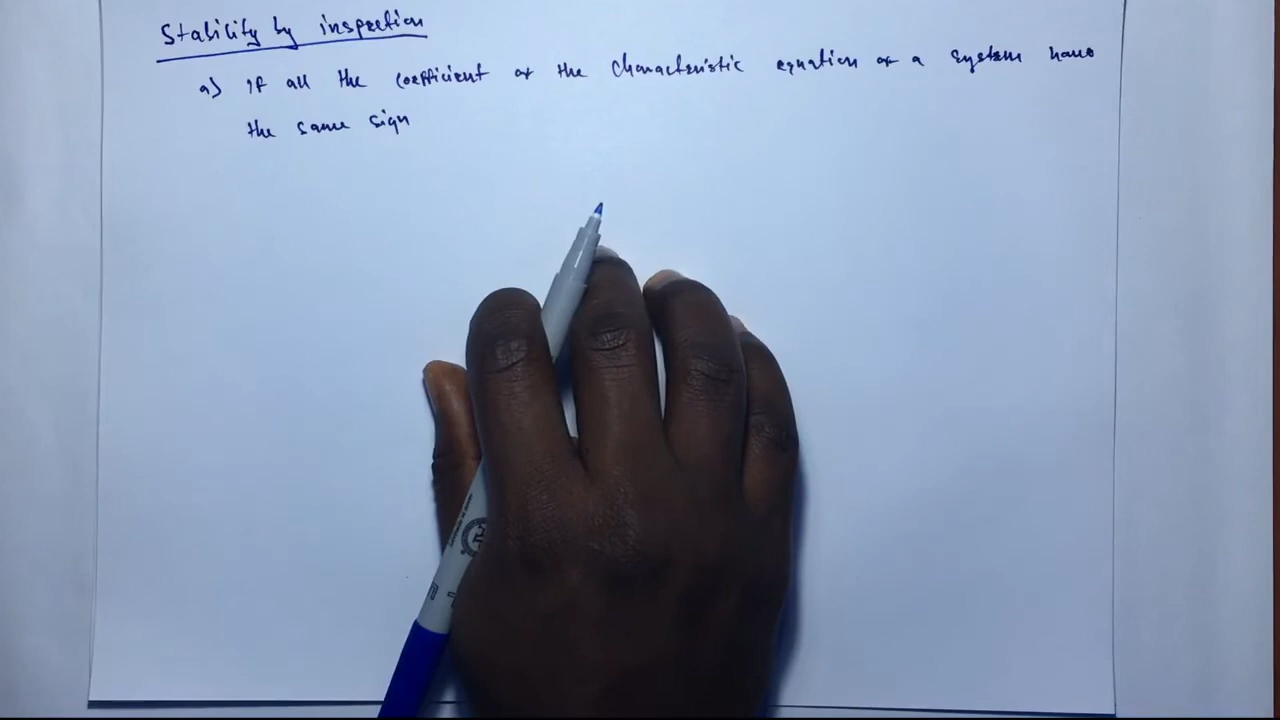 Stability by inspection
a) if all the coefficient of the characteristic equation of a system have
the same sign